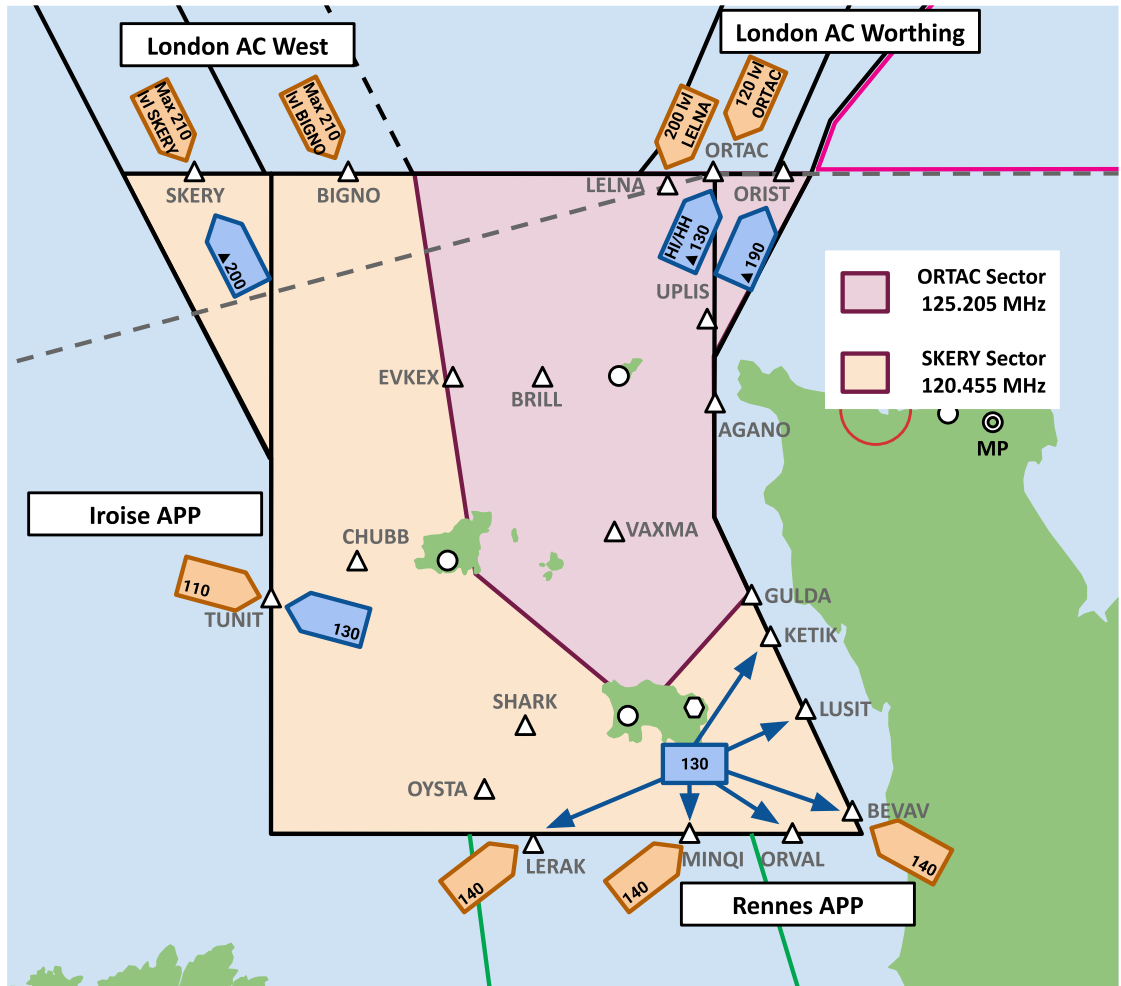 London AC West
London AC Worthing
Max 210
lvl SKERY
Max 210
lvl BIGNO
200 lvl
LELNA
120 lvl
ORTAC
ORTAC
SKERY
BIGNO
LELNA
ORIST
▲200
HI/HH
▲130
▲190
UPLIS
ORTAC Sector
125.205 MHz
SKERY Sector
120.455 MHz
EVKEX
BRILL
AGANO
MP
Iroise APP
CHUBB
VAXMA
110
TUNIT
130
GULDA
KETIK
SHARK
LUSIT
130
OYSTA
BEVAV
LERAK
MINQI
ORVAL
140
140
140
Rennes APP